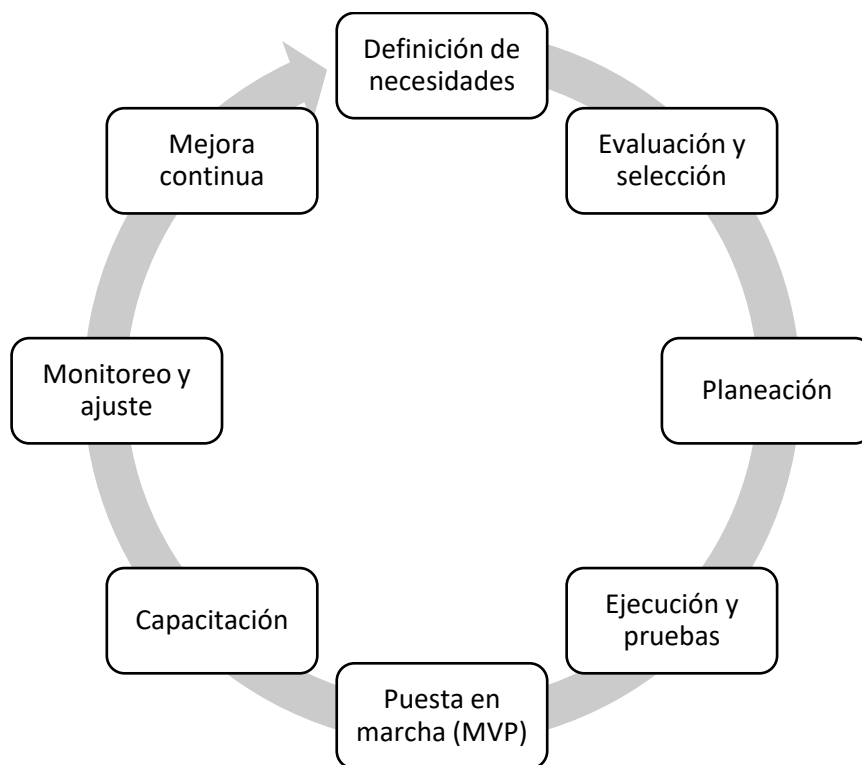 Definición de
necesidades
Evaluación y
selección
Planeación
Ejecución y
pruebas
Puesta en
marcha (MVP)
Capacitación
Monitoreo y
ajuste
Mejora
continua